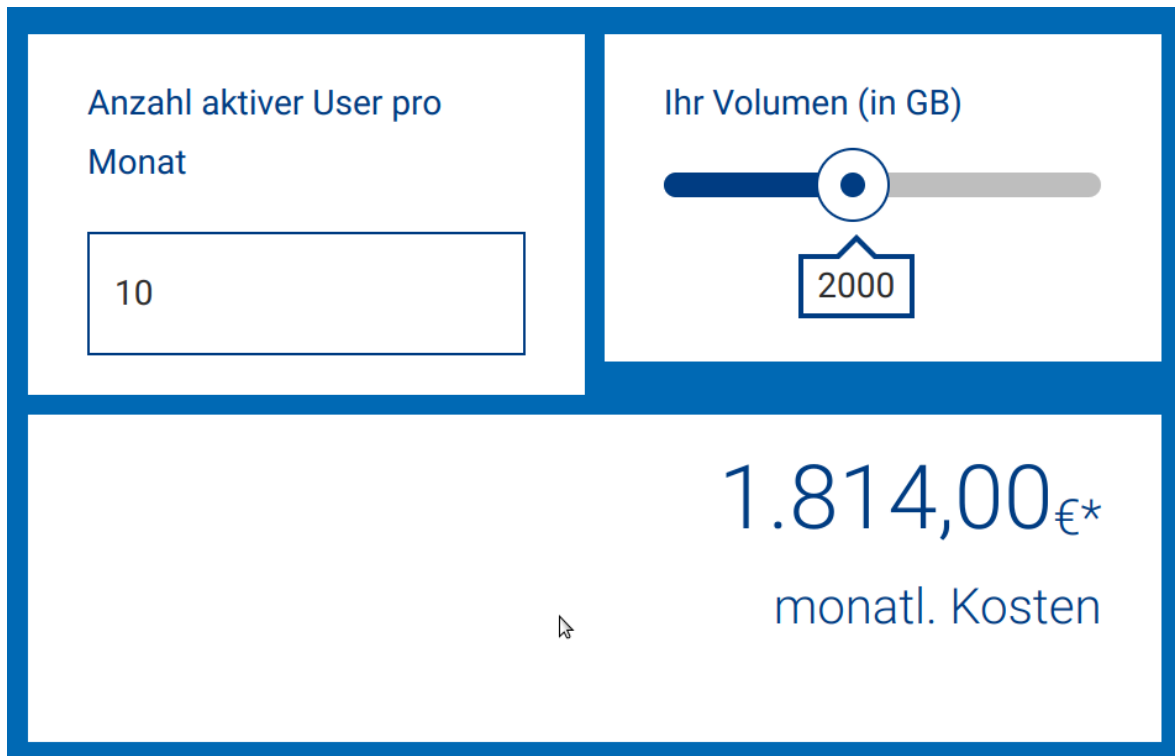 Anzahl aktiver User pro
Monat
10
Ihr Volumen (in GB)
2000
1.814,00€*
monatl. Kosten